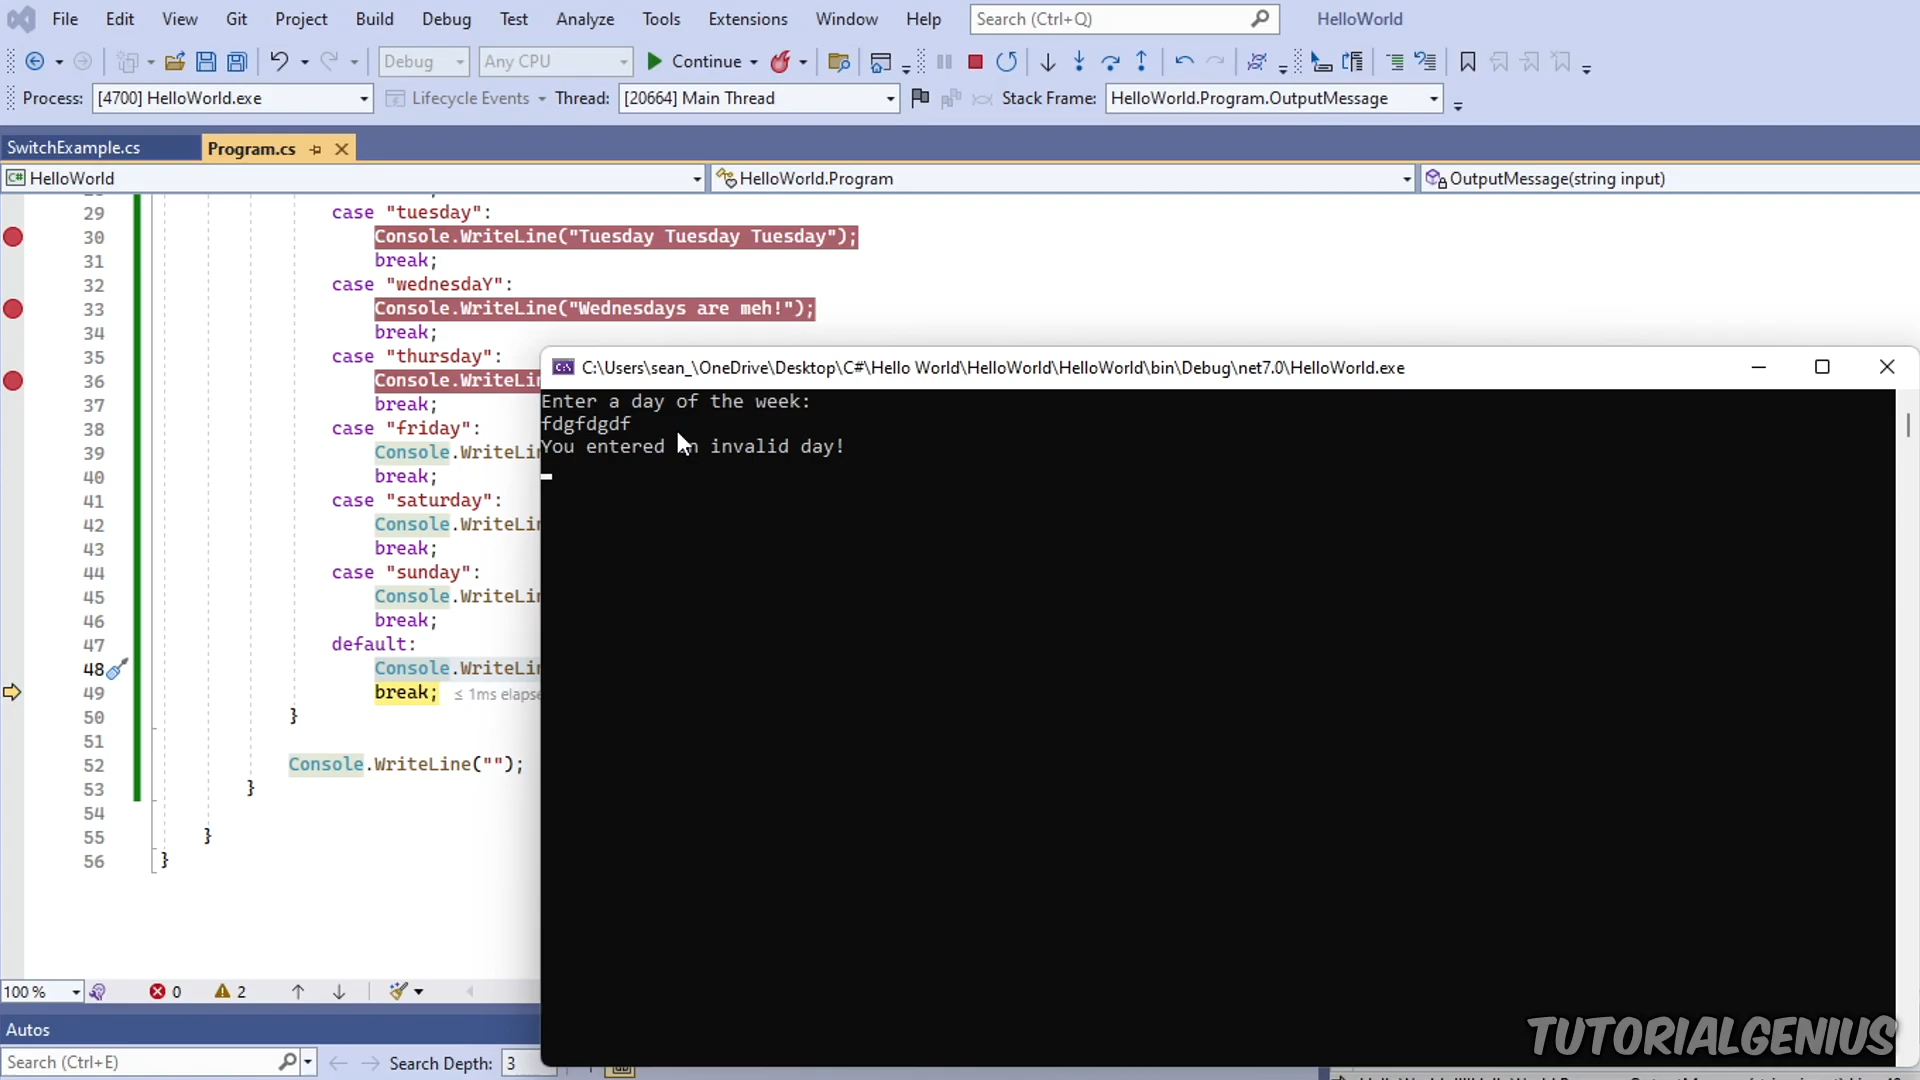 File Edit View Git Project Build Debug Test Analyze Tools Extensions Window Help Search (Ctrl+Q) HelloWorld
Debug Any CPU Continue
Process: [4700] HelloWorld.exe Lifecycle Events Thread: [20664] Main Thread Stack Frame: HelloWorld.Program.OutputMessage
SwitchExample.cs Program.cs
C# HelloWorld HelloWorld.Program OutputMessage(string input)
29 case "tuesday":
30 Console.WriteLine("Tuesday Tuesday Tuesday");
31 break;
32 case "wednesdaY":
33 Console.WriteLine("Wednesdays are meh!");
34 break;
35 case "thursday":
36 Console.WriteLin
37 break;
38 case "friday":
39 Console.WriteLin
40 break;
41 case "saturday":
42 Console.WriteLin
43 break;
44 case "sunday":
45 Console.WriteLin
46 break;
47 default:
48 Console.WriteLin
49 break; ≤ 1ms elapse
50 }
51
52 Console.WriteLine("");
53 }
54
55 }
56 }
C:\Users\sean_\OneDrive\Desktop\C#\Hello World\HelloWorld\HelloWorld\bin\Debug\net7.0\HelloWorld.exe
Enter a day of the week:
fdgfdgdf
You entered an invalid day!
100 % 0 2
Autos
Search (Ctrl+E) Search Depth: 3
TUTORIALGENIUS